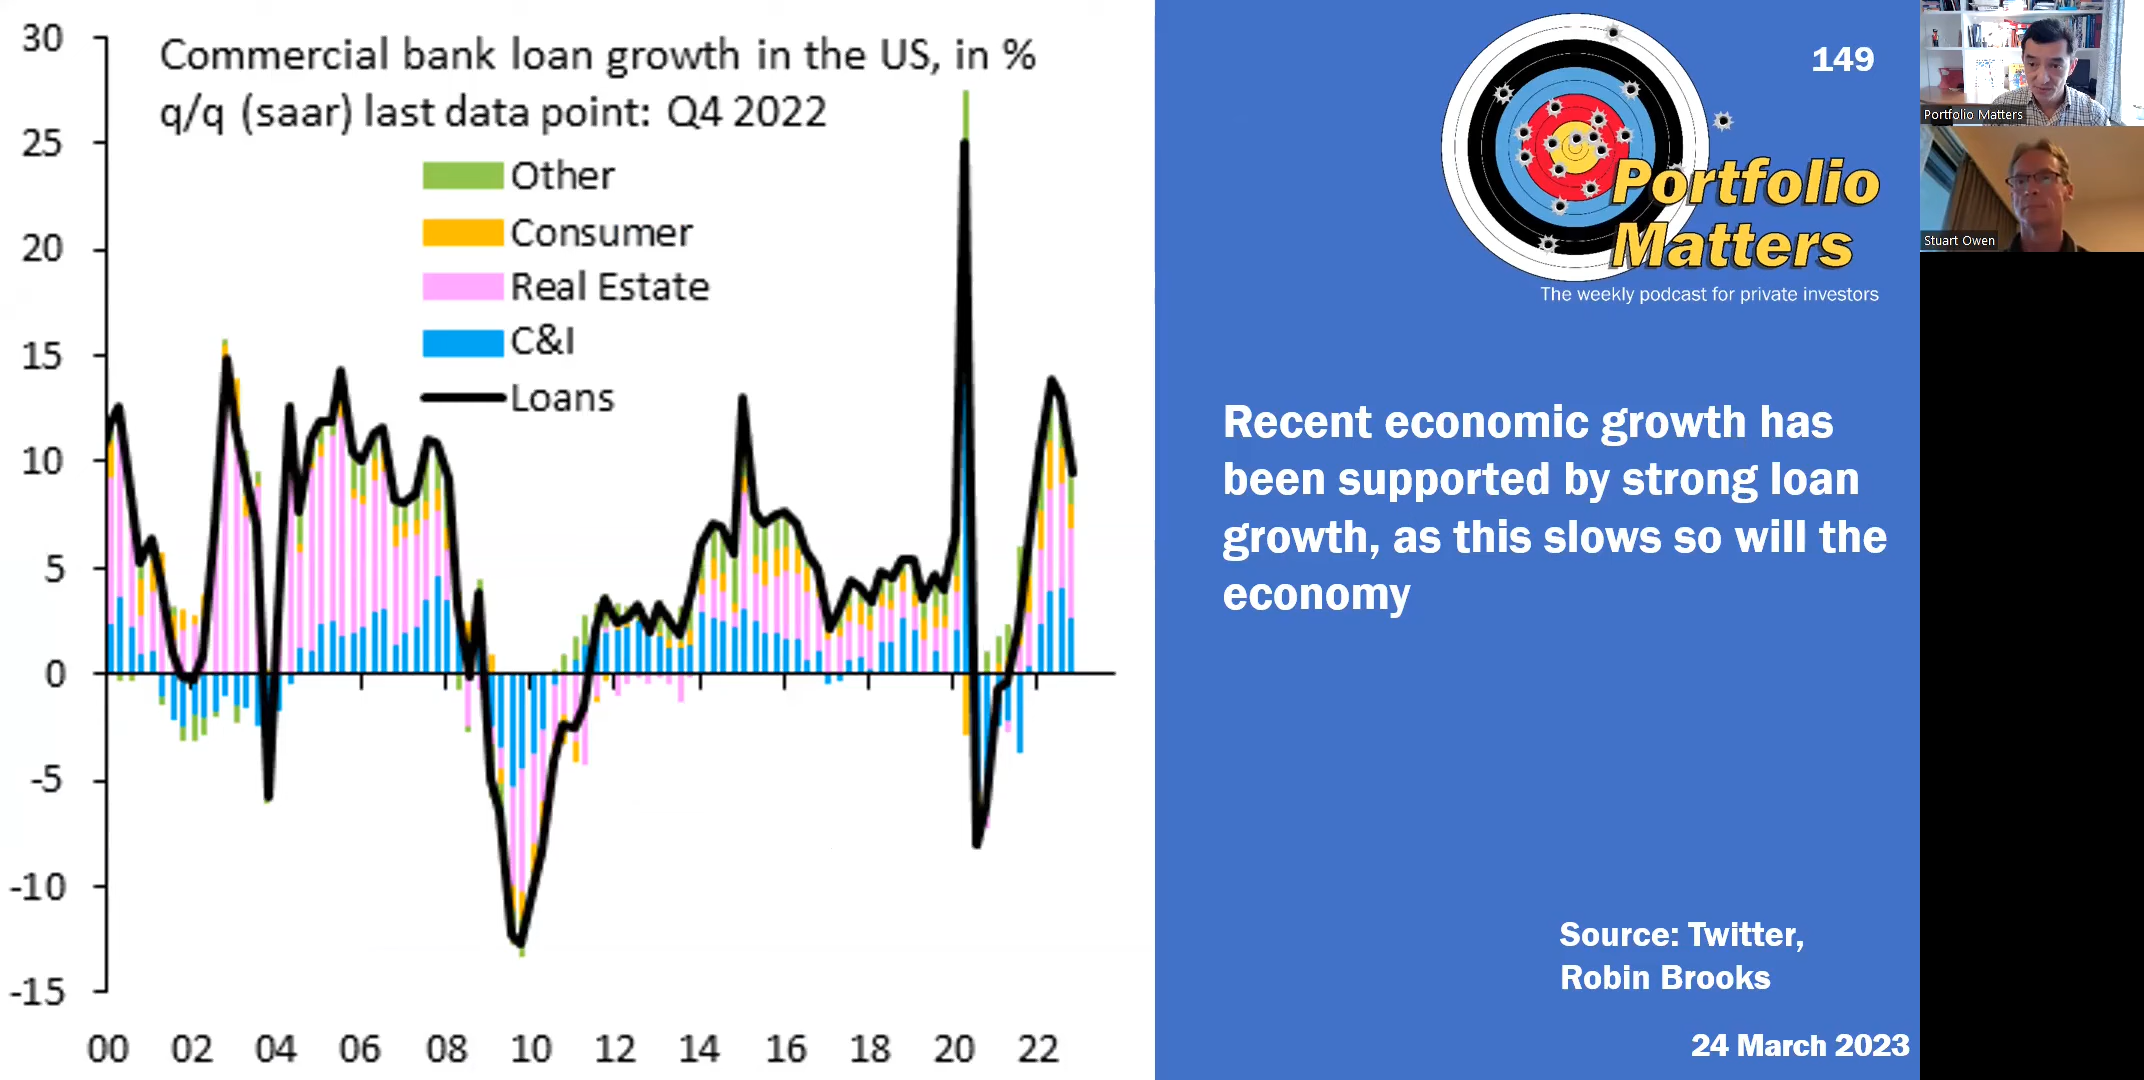 Commercial bank loan growth in the US, in %
q/q (saar) last data point: Q4 2022
Other
Consumer
Real Estate
C&I
Loans
30
25
20
15
10
5
0
-5
-10
-15
00 02 04 06 08 10 12 14 16 18 20 22
149
Portfolio
Matters
The weekly podcast for private investors
Recent economic growth has
been supported by strong loan
growth, as this slows so will the
economy
Source: Twitter,
Robin Brooks
24 March 2023
Portfolio Matters
Stuart Owen